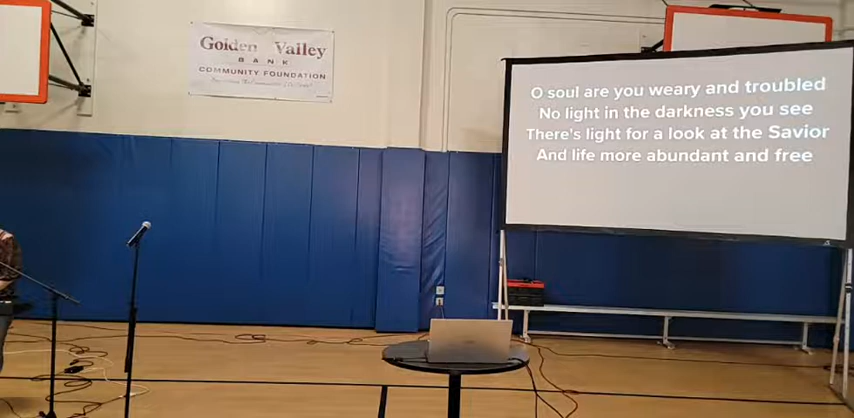 Golden Valley
BANK
COMMUNITY FOUNDATION
O soul are you weary and troubled
No light in the darkness you see
There's light for a look at the Savior
And life more abundant and free